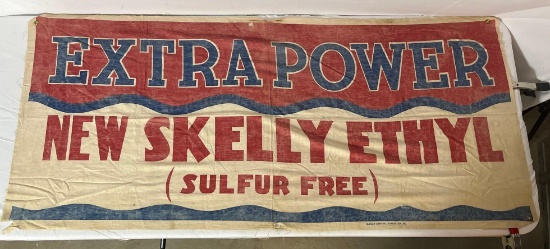 EXTRA POWER
NEW SKELLY ETHYL
(SULFUR FREE)